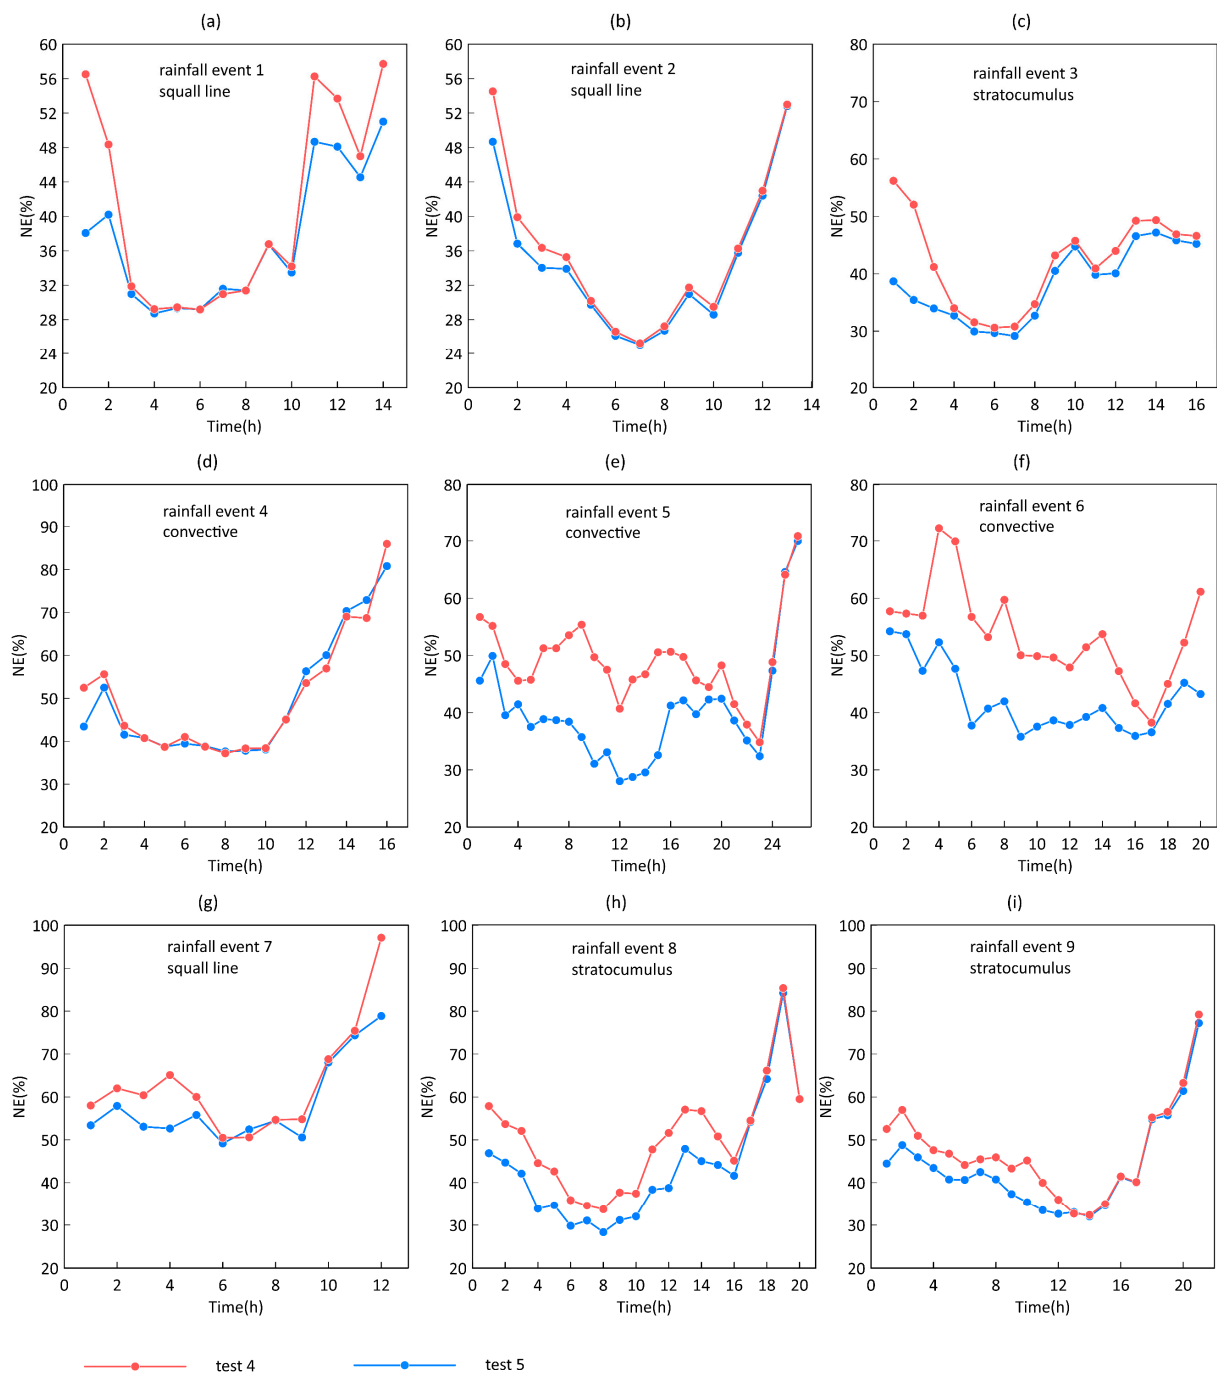 (a)
(b)
(c)
60
56
52
48
44
40
36
32
28
24
20
NE(%)
rainfall event 1
squall line
0 2 4 6 8 10 12 14
Time(h)
60
56
52
48
44
40
36
32
28
24
20
NE(%)
rainfall event 2
squall line
0 2 4 6 8 10 12 14
Time(h)
80
70
60
50
40
30
20
NE(%)
rainfall event 3
stratocumulus
0 2 4 6 8 10 12 14 16
Time(h)
(d)
(e)
(f)
100
90
80
70
60
50
40
30
20
NE(%)
rainfall event 4
convective
0 2 4 6 8 10 12 14 16
Time(h)
80
70
60
50
40
30
20
NE(%)
rainfall event 5
convective
0 4 8 12 16 20 24
Time(h)
80
70
60
50
40
30
20
NE(%)
rainfall event 6
convective
0 2 4 6 8 10 12 14 16 18 20
Time(h)
(g)
(h)
(i)
100
90
80
70
60
50
40
30
20
NE(%)
rainfall event 7
squall line
0 2 4 6 8 10 12
Time(h)
100
90
80
70
60
50
40
30
20
NE(%)
rainfall event 8
stratocumulus
0 2 4 6 8 10 12 14 16 18 20
Time(h)
100
90
80
70
60
50
40
30
20
NE(%)
rainfall event 9
stratocumulus
0 4 8 12 16 20
Time(h)
test 4
test 5